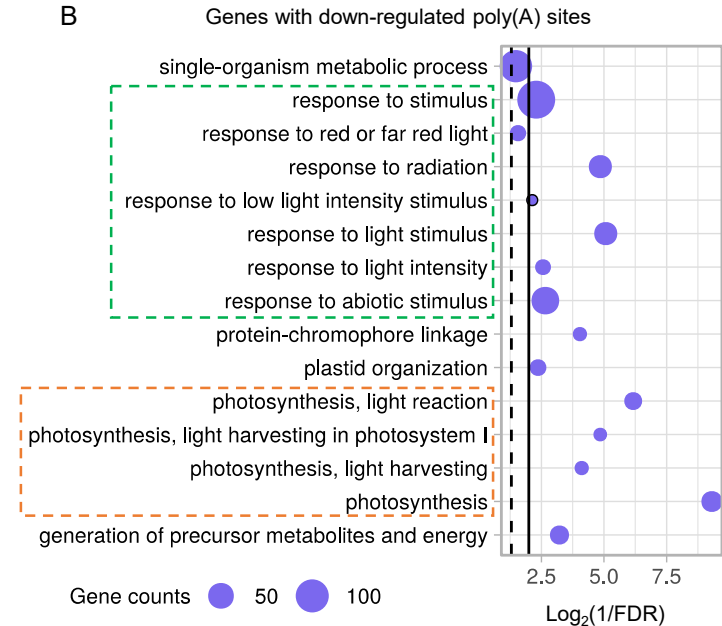 B
Genes with down-regulated poly(A) sites
single-organism metabolic process
response to stimulus
response to red or far red light
response to radiation
response to low light intensity stimulus
response to light stimulus
response to light intensity
response to abiotic stimulus
protein-chromophore linkage
plastid organization
photosynthesis, light reaction
photosynthesis, light harvesting in photosystem I
photosynthesis, light harvesting
photosynthesis
generation of precursor metabolites and energy
2.5 5.0 7.5
Gene counts 50 100
Log₂(1/FDR)